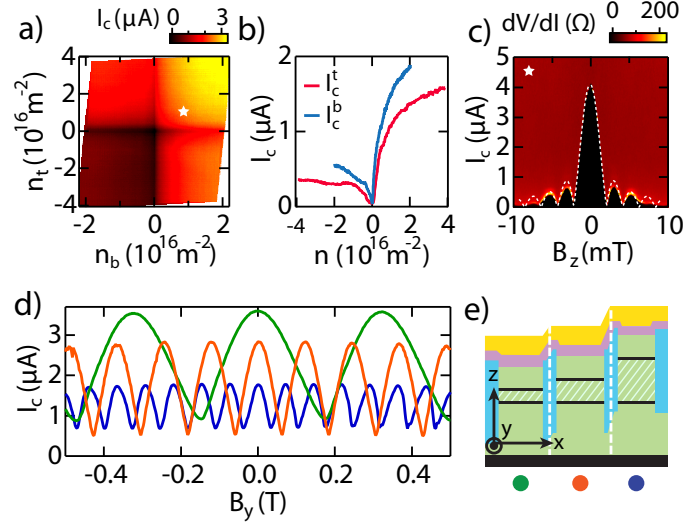 a)
I_c (μA)
0 3
n_t (10^16 m^-2)
4
2
0
-2
-4
-2 0 2
n_b (10^16 m^-2)
b)
I_c^t
I_c^b
I_c (μA)
2
1
0
-4 -2 0 2 4
n (10^16 m^-2)
c)
dV/dI (Ω)
0 200
I_c (μA)
5
4
3
2
1
0
-10 0 10
B_z (mT)
d)
I_c (μA)
3
2
1
0
-0.4 -0.2 0.0 0.2 0.4
B_y (T)
e)
z
y
x